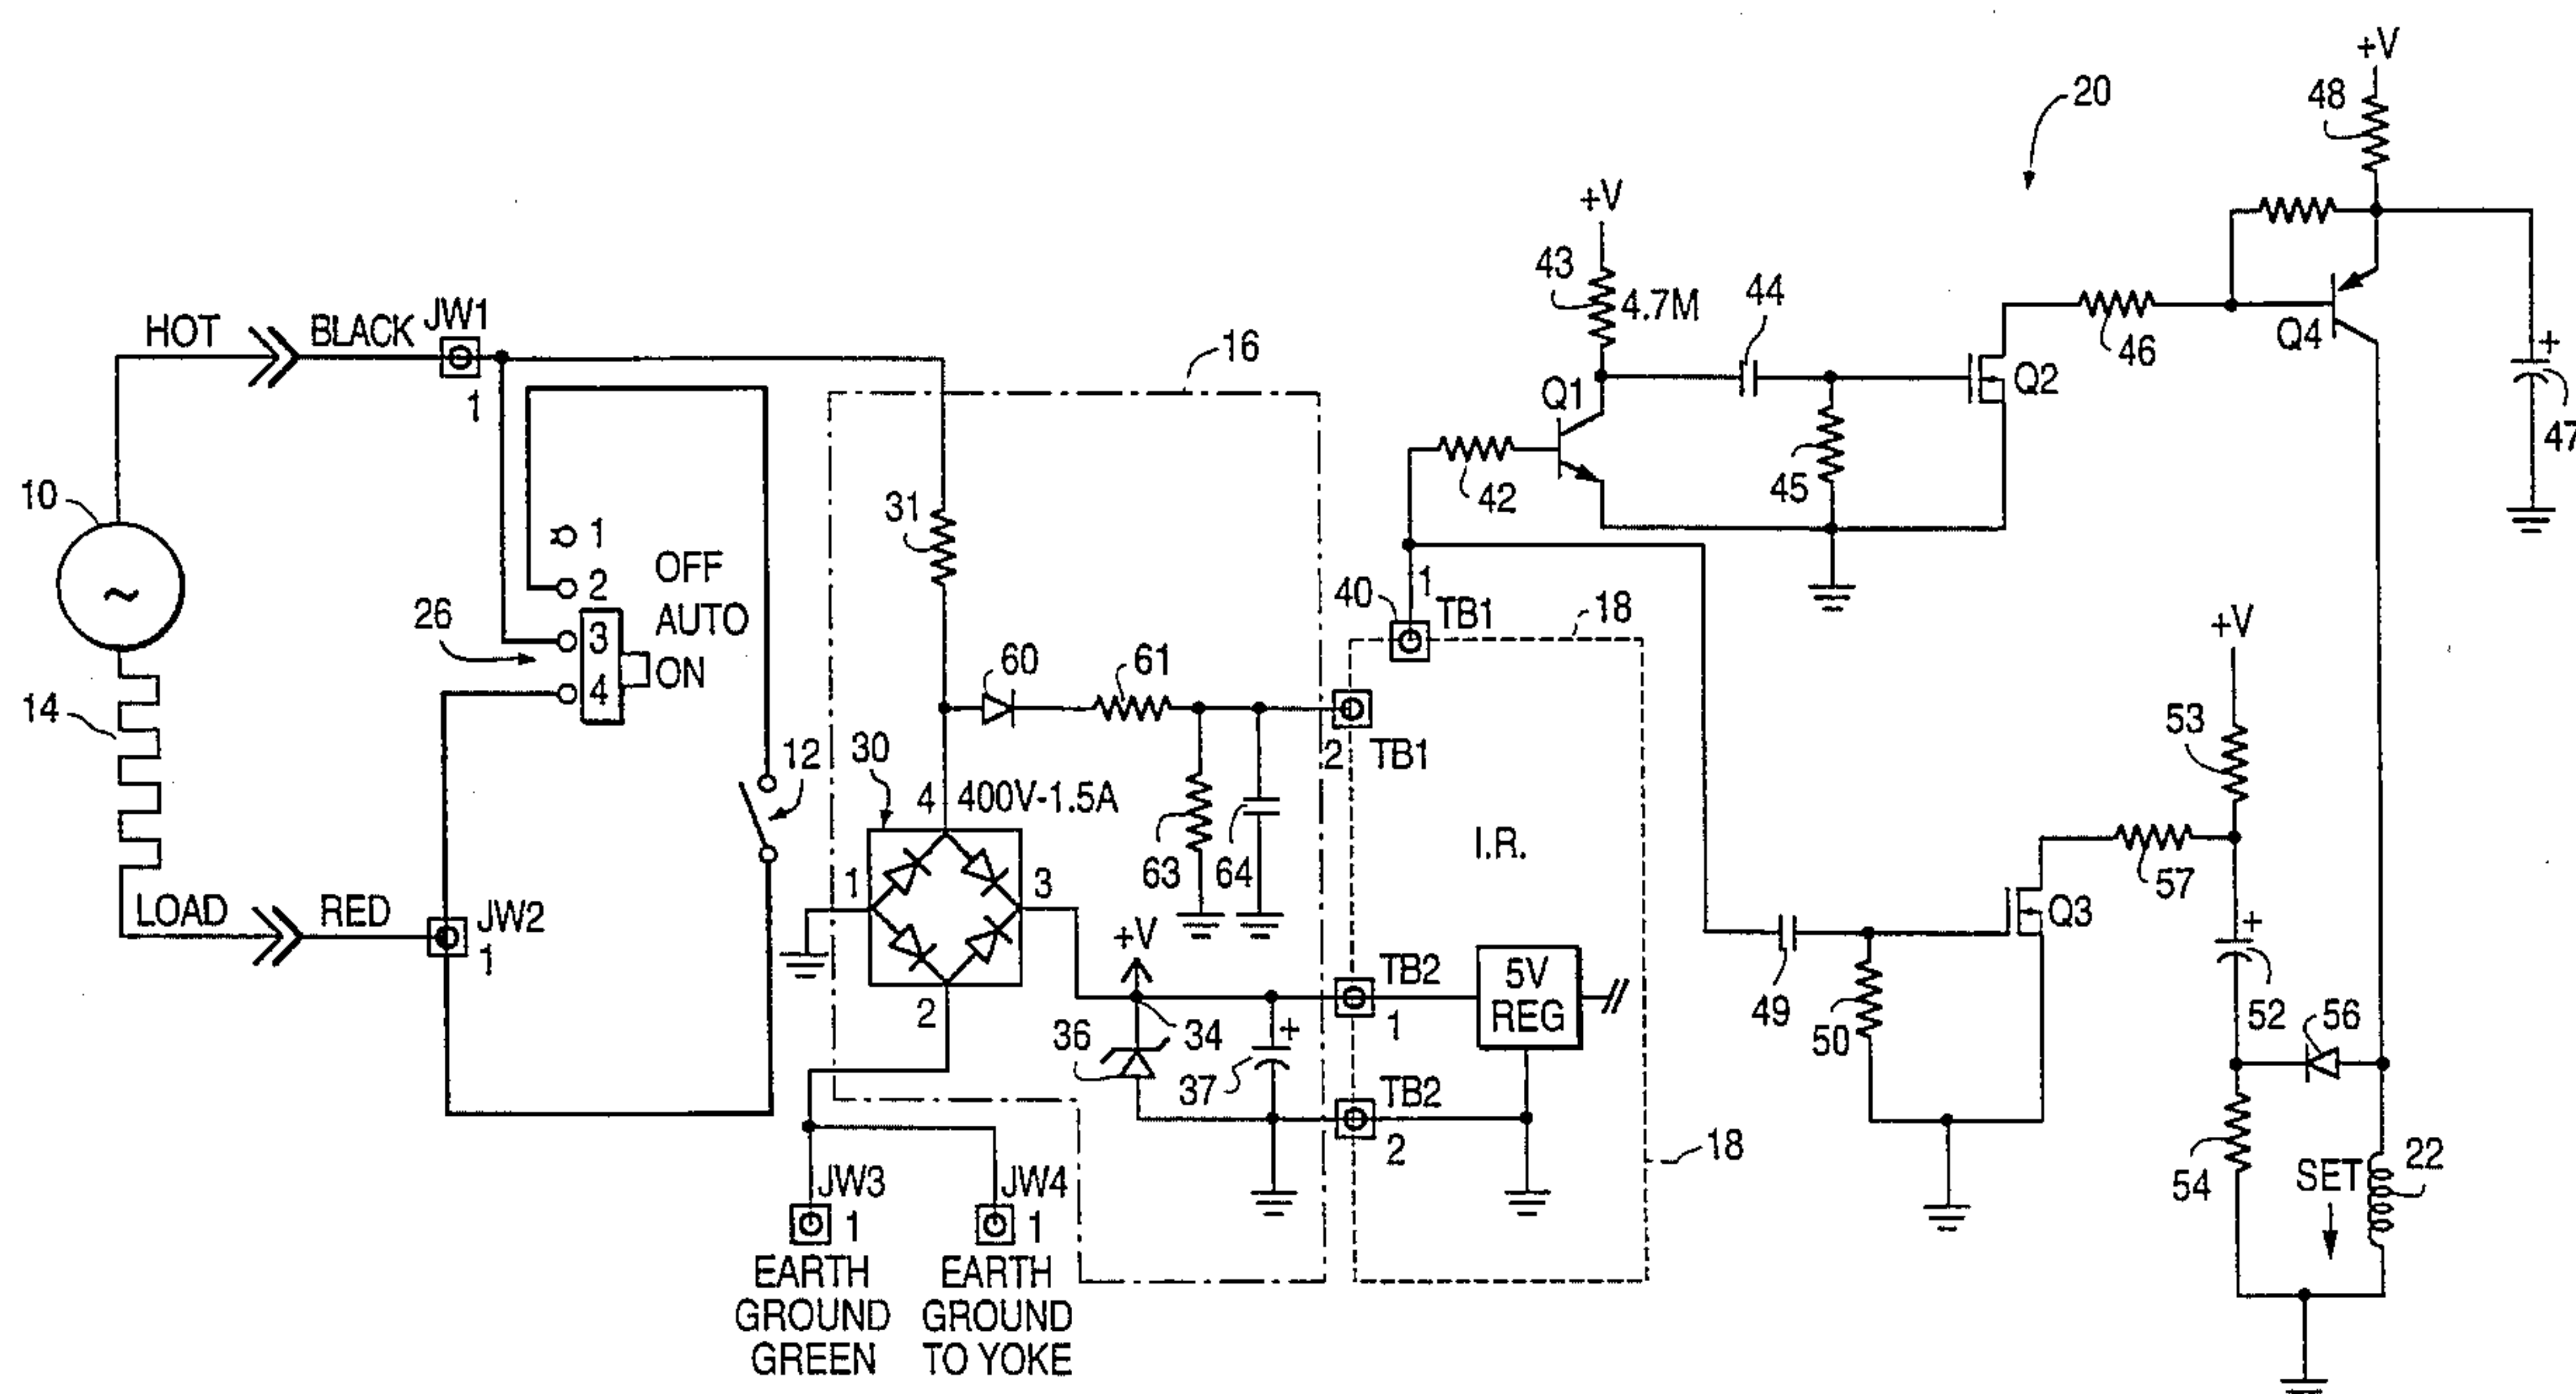 +V
48
20
+V
43
4.7M
44
Q4
+
47
46
Q2
Q1
42
45
HOT
BLACK
JW1
1
16
10
~
31
1
2
3
4
OFF
AUTO
ON
26
14
12
40
1
TB1
18
60
61
2
TB1
30
4
400V-1.5A
63
64
1
3
2
I.R.
LOAD
RED
JW2
1
+V
34
36
37
+
TB2
1
5V
REG
TB2
2
18
49
50
Q3
57
+V
53
+
52
56
54
SET
22
JW3
1
EARTH
GROUND
GREEN
JW4
1
EARTH
GROUND
TO YOKE